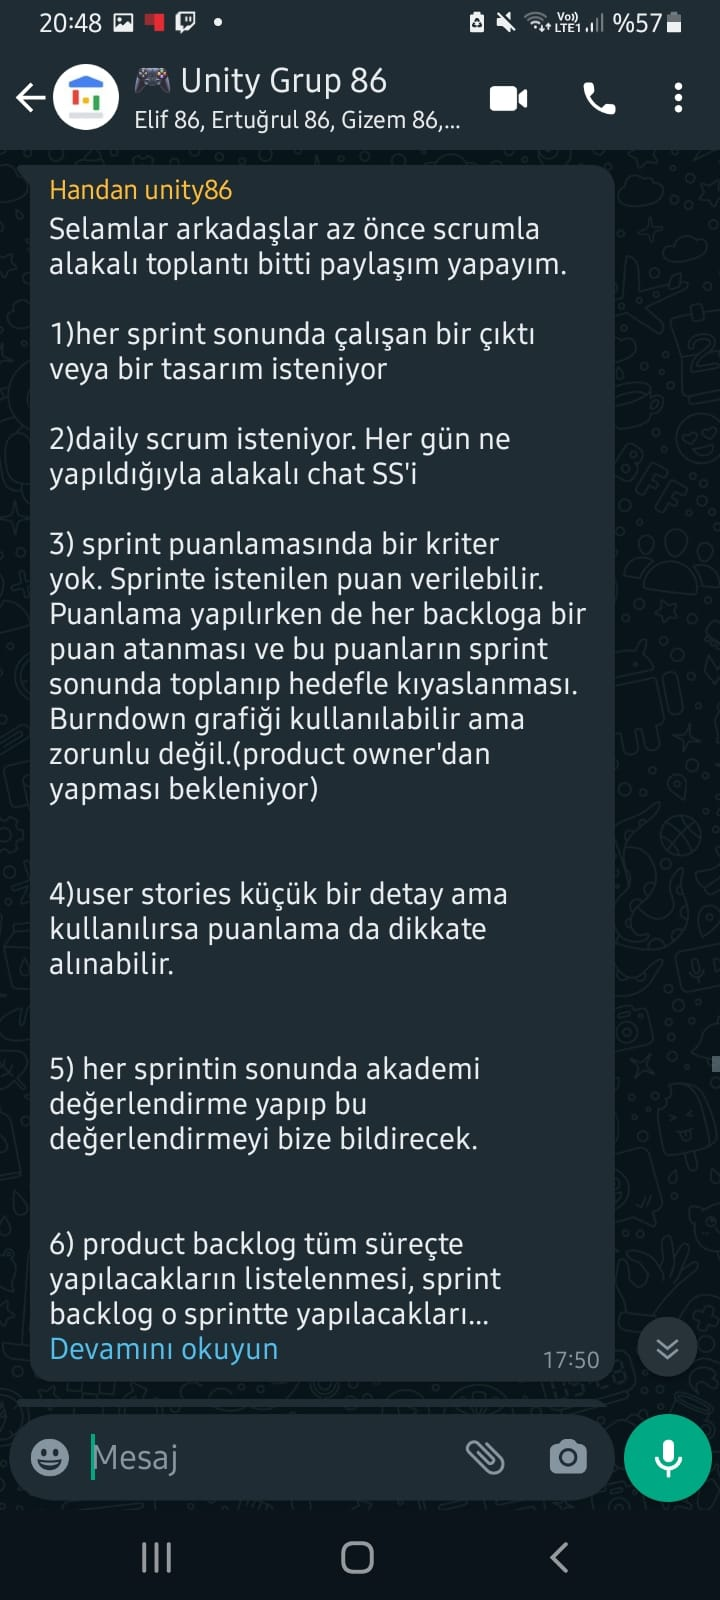 20:48
Vo))
LTE1
%57
🎮 Unity Grup 86
Elif 86, Ertuğrul 86, Gizem 86,...
Handan unity86
Selamlar arkadaşlar az önce scrumla
alakalı toplantı bitti paylaşım yapayım.
1)her sprint sonunda çalışan bir çıktı
veya bir tasarım isteniyor
2)daily scrum isteniyor. Her gün ne
yapıldığıyla alakalı chat SS'i
3) sprint puanlamasında bir kriter
yok. Sprinte istenilen puan verilebilir.
Puanlama yapılırken de her backloga bir
puan atanması ve bu puanların sprint
sonunda toplanıp hedefle kıyaslanması.
Burndown grafiği kullanılabilir ama
zorunlu değil.(product owner'dan
yapması bekleniyor)
4)user stories küçük bir detay ama
kullanılırsa puanlama da dikkate
alınabilir.
5) her sprintin sonunda akademi
değerlendirme yapıp bu
değerlendirmeyi bize bildirecek.
6) product backlog tüm süreçte
yapılacakların listelenmesi, sprint
backlog o sprintte yapılacakları...
Devamını okuyun
17:50
Mesaj